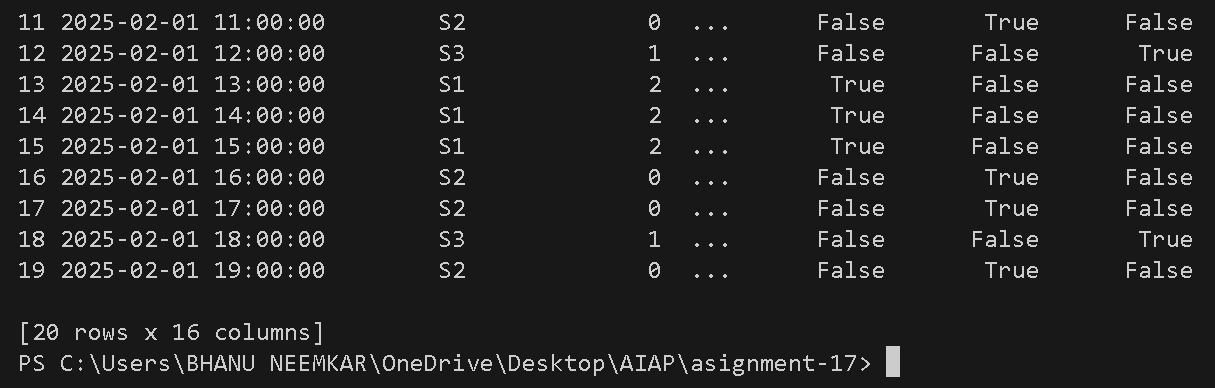 11 2025-02-01 11:00:00 S2 0 ... False True False
12 2025-02-01 12:00:00 S3 1 ... False False True
13 2025-02-01 13:00:00 S1 2 ... True False False
14 2025-02-01 14:00:00 S1 2 ... True False False
15 2025-02-01 15:00:00 S1 2 ... True False False
16 2025-02-01 16:00:00 S2 0 ... False True False
17 2025-02-01 17:00:00 S2 0 ... False True False
18 2025-02-01 18:00:00 S3 1 ... False False True
19 2025-02-01 19:00:00 S2 0 ... False True False
[20 rows x 16 columns]
PS C:\Users\BHANU NEEMKAR\OneDrive\Desktop\AIAP\asignment-17>